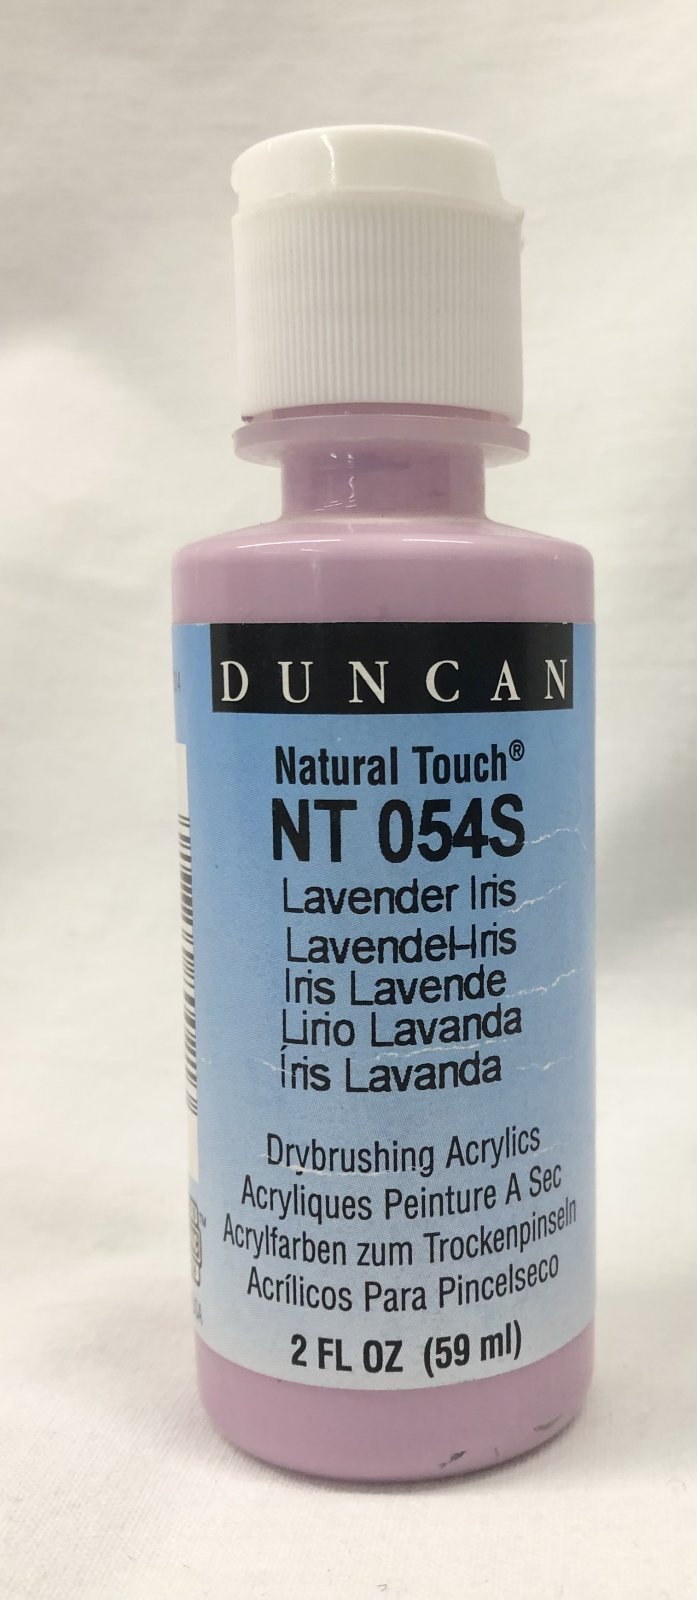 DUNCAN
Natural Touch®
NT 054S
Lavender Iris
Lavendel-Iris
Iris Lavende
Lirio Lavanda
Íris Lavanda
Drybrushing Acrylics
Acryliques Peinture A Sec
Acrylfarben zum Trockenpinseln
Acrílicos Para Pincelseco
2 FL OZ (59 ml)